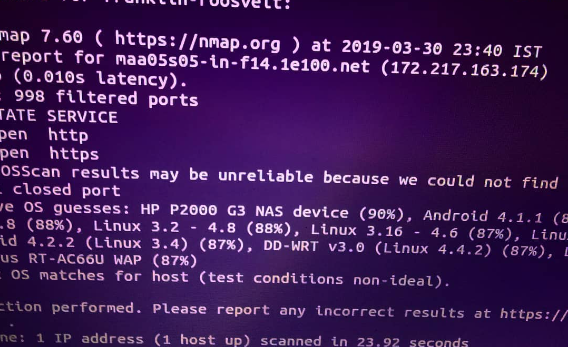 franklin-roosevelt:
map 7.60 ( https://nmap.org ) at 2019-03-30 23:40 IST
report for maa05s05-in-f14.1e100.net (172.217.163.174)
(0.010s latency).
998 filtered ports
TATE SERVICE
pen http
pen https
OSScan results may be unreliable because we could not find
closed port
ve OS guesses: HP P2000 G3 NAS device (90%), Android 4.1.1 (8
.8 (88%), Linux 3.2 - 4.8 (88%), Linux 3.16 - 4.6 (87%), Linu
id 4.2.2 (Linux 3.4) (87%), DD-WRT v3.0 (Linux 4.4.2) (87%),
us RT-AC66U WAP (87%)
OS matches for host (test conditions non-ideal).
ction performed. Please report any incorrect results at https://
.
ne: 1 IP address (1 host up) scanned in 23.92 seconds